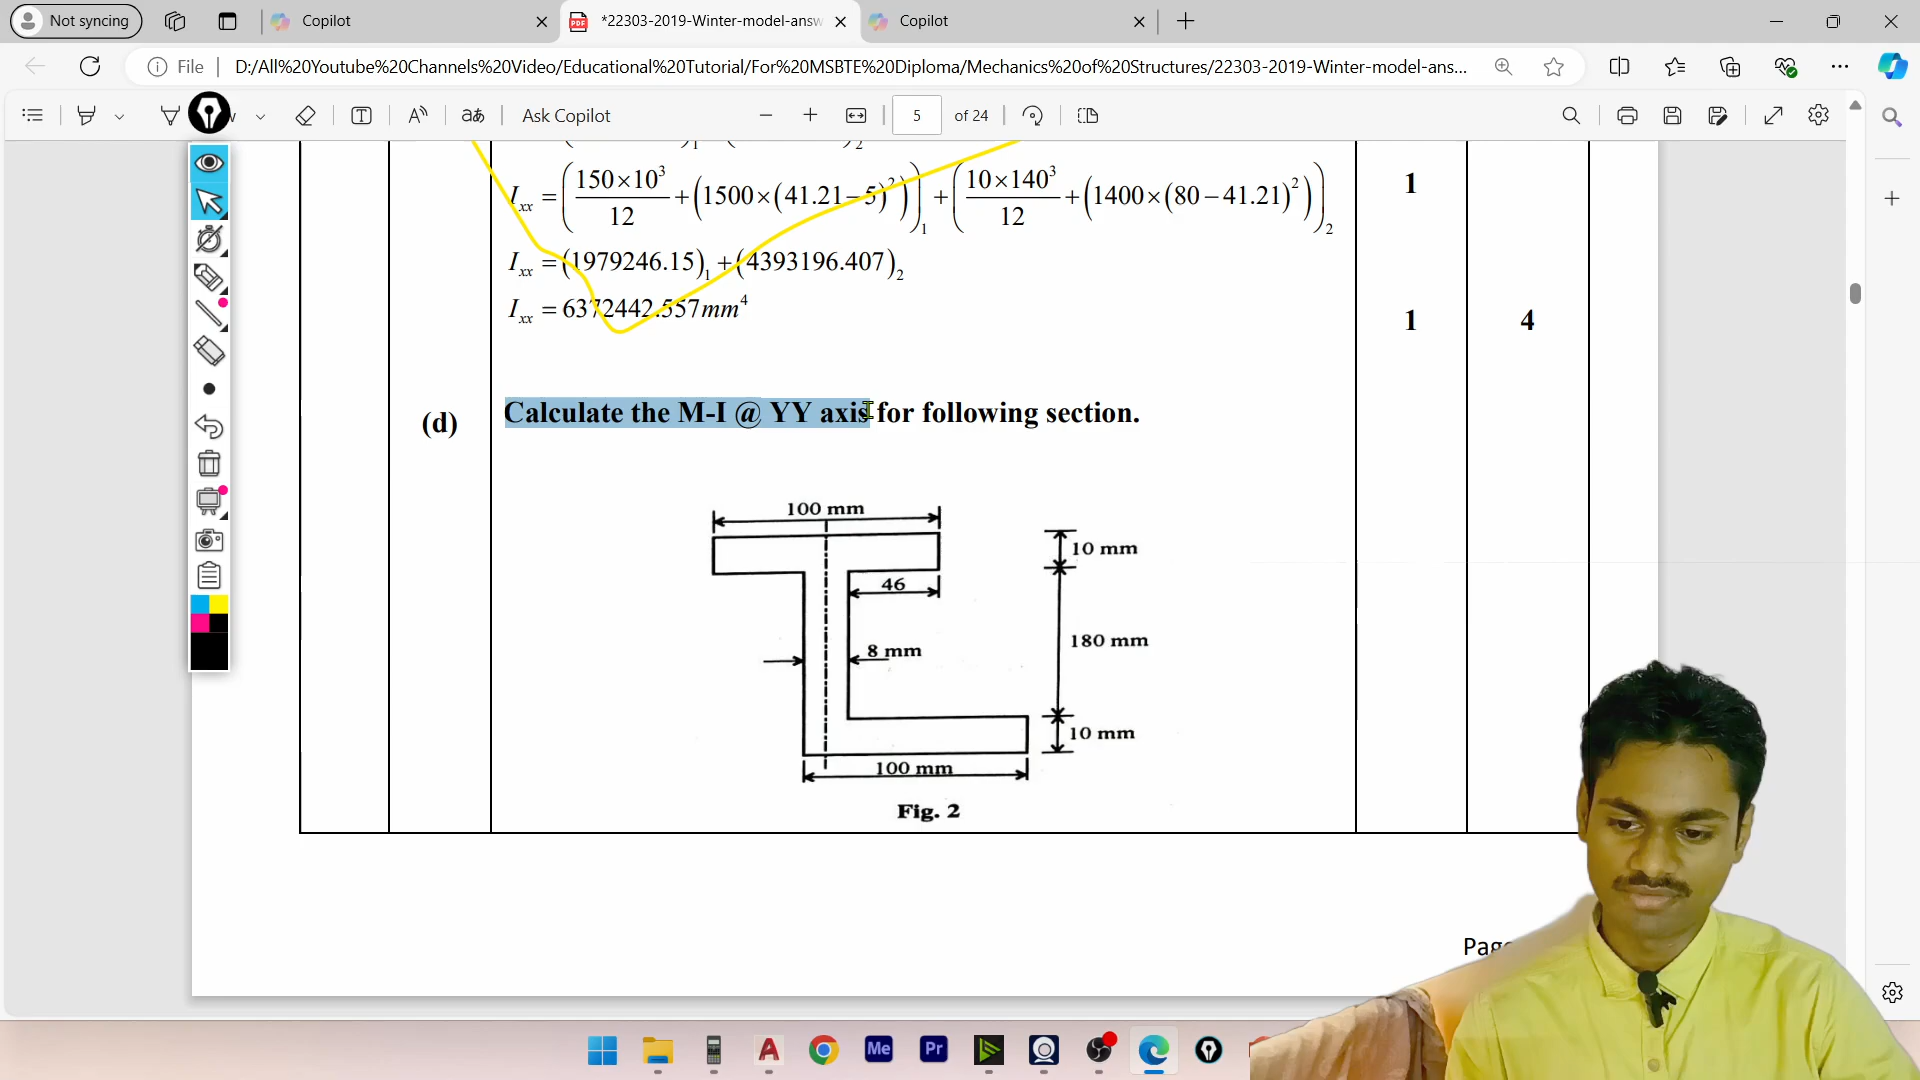 Not syncing
Copilot
*22303-2019-Winter-model-answ
Copilot
File
D:/All%20Youtube%20Channels%20Video/Educational%20Tutorial/For%20MSBTE%20Diploma/Mechanics%20of%20Structures/22303-2019-Winter-model-ans...
Ask Copilot
5 of 24
I_xx = (150×10³/12 + (1500×(41.21−5)²))₁ + (10×140³/12 + (1400×(80−41.21)²))₂
1
I_xx = (1979246.15)₁ + (4393196.407)₂
I_xx = 6372442.557mm⁴
1
4
(d)
Calculate the M-I @ YY axis for following section.
100 mm
10 mm
46
180 mm
8 mm
10 mm
100 mm
Fig. 2